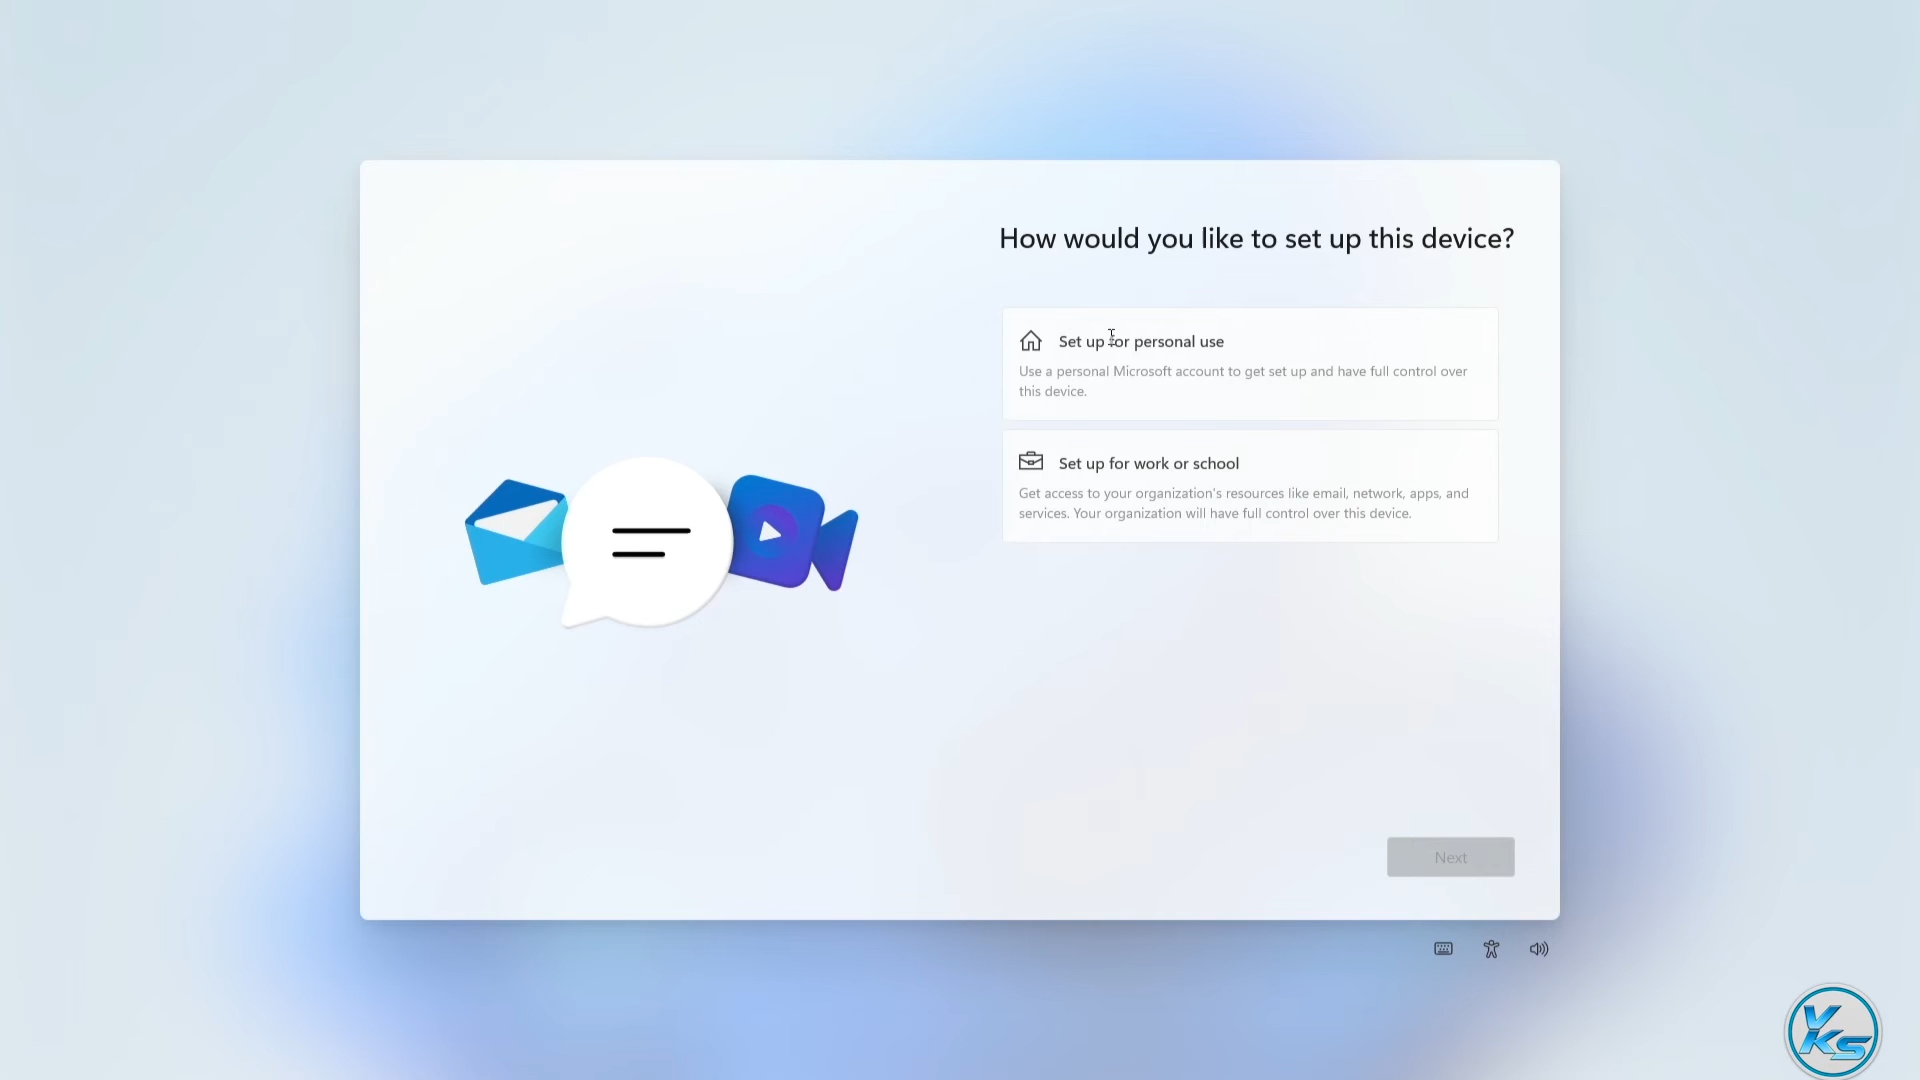 How would you like to set up this device?
Set up for personal use
Use a personal Microsoft account to get set up and have full control over
this device.
Set up for work or school
Get access to your organization's resources like email, network, apps, and
services. Your organization will have full control over this device.
Next
VKS